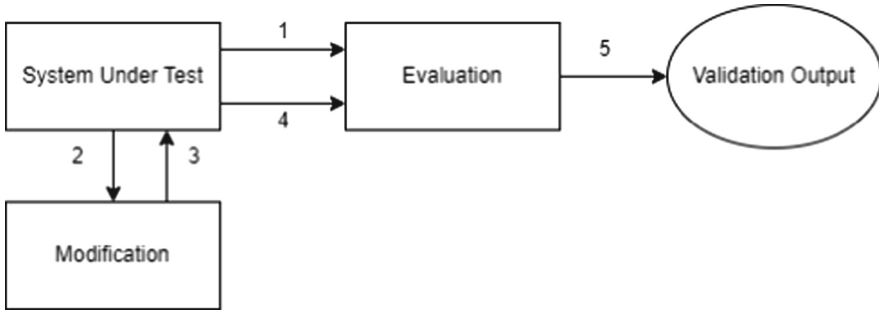 1
5
System Under Test
Evaluation
Validation Output
4
2
3
Modification